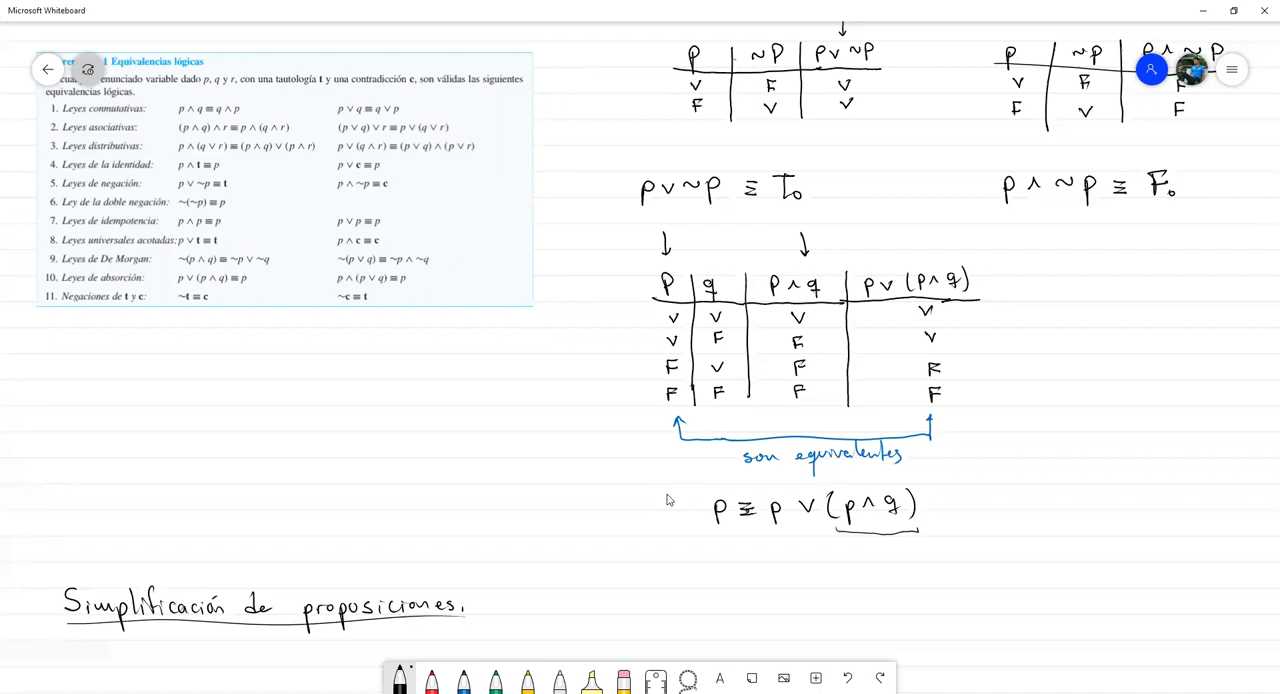 Microsoft Whiteboard
1 Equivalencias lógicas
enunciado variable dado p, q y r, con una tautología t y una contradicción c, son válidas las siguientes
equivalencias lógicas.
1. Leyes conmutativas: p ∧ q ≡ q ∧ p p ∨ q ≡ q ∨ p
2. Leyes asociativas: (p ∧ q) ∧ r ≡ p ∧ (q ∧ r) (p ∨ q) ∨ r ≡ p ∨ (q ∨ r)
3. Leyes distributivas: p ∧ (q ∨ r) ≡ (p ∧ q) ∨ (p ∧ r) p ∨ (q ∧ r) ≡ (p ∨ q) ∧ (p ∨ r)
4. Leyes de la identidad: p ∧ t ≡ p p ∨ c ≡ p
5. Leyes de negación: p ∨ ~p ≡ t p ∧ ~p ≡ c
6. Ley de la doble negación: ~(~p) ≡ p
7. Leyes de idempotencia: p ∧ p ≡ p p ∨ p ≡ p
8. Leyes universales acotadas: p ∨ t ≡ t p ∧ c ≡ c
9. Leyes de De Morgan: ~(p ∧ q) ≡ ~p ∨ ~q ~(p ∨ q) ≡ ~p ∧ ~q
10. Leyes de absorción: p ∨ (p ∧ q) ≡ p p ∧ (p ∨ q) ≡ p
11. Negaciones de t y c: ~t ≡ c ~c ≡ t
p ~p p ∨ ~p
V F V
F V V
p ~p p ∧ ~p
V F F
F V F
p ∨ ~p ≡ T₀
p ∧ ~p ≡ F₀
p q p ∧ q p ∨ (p ∧ q)
V V V V
V F F V
F V F F
F F F F
son equivalentes
p ≡ p ∨ (p ∧ q)
Simplificación de proposiciones.
A